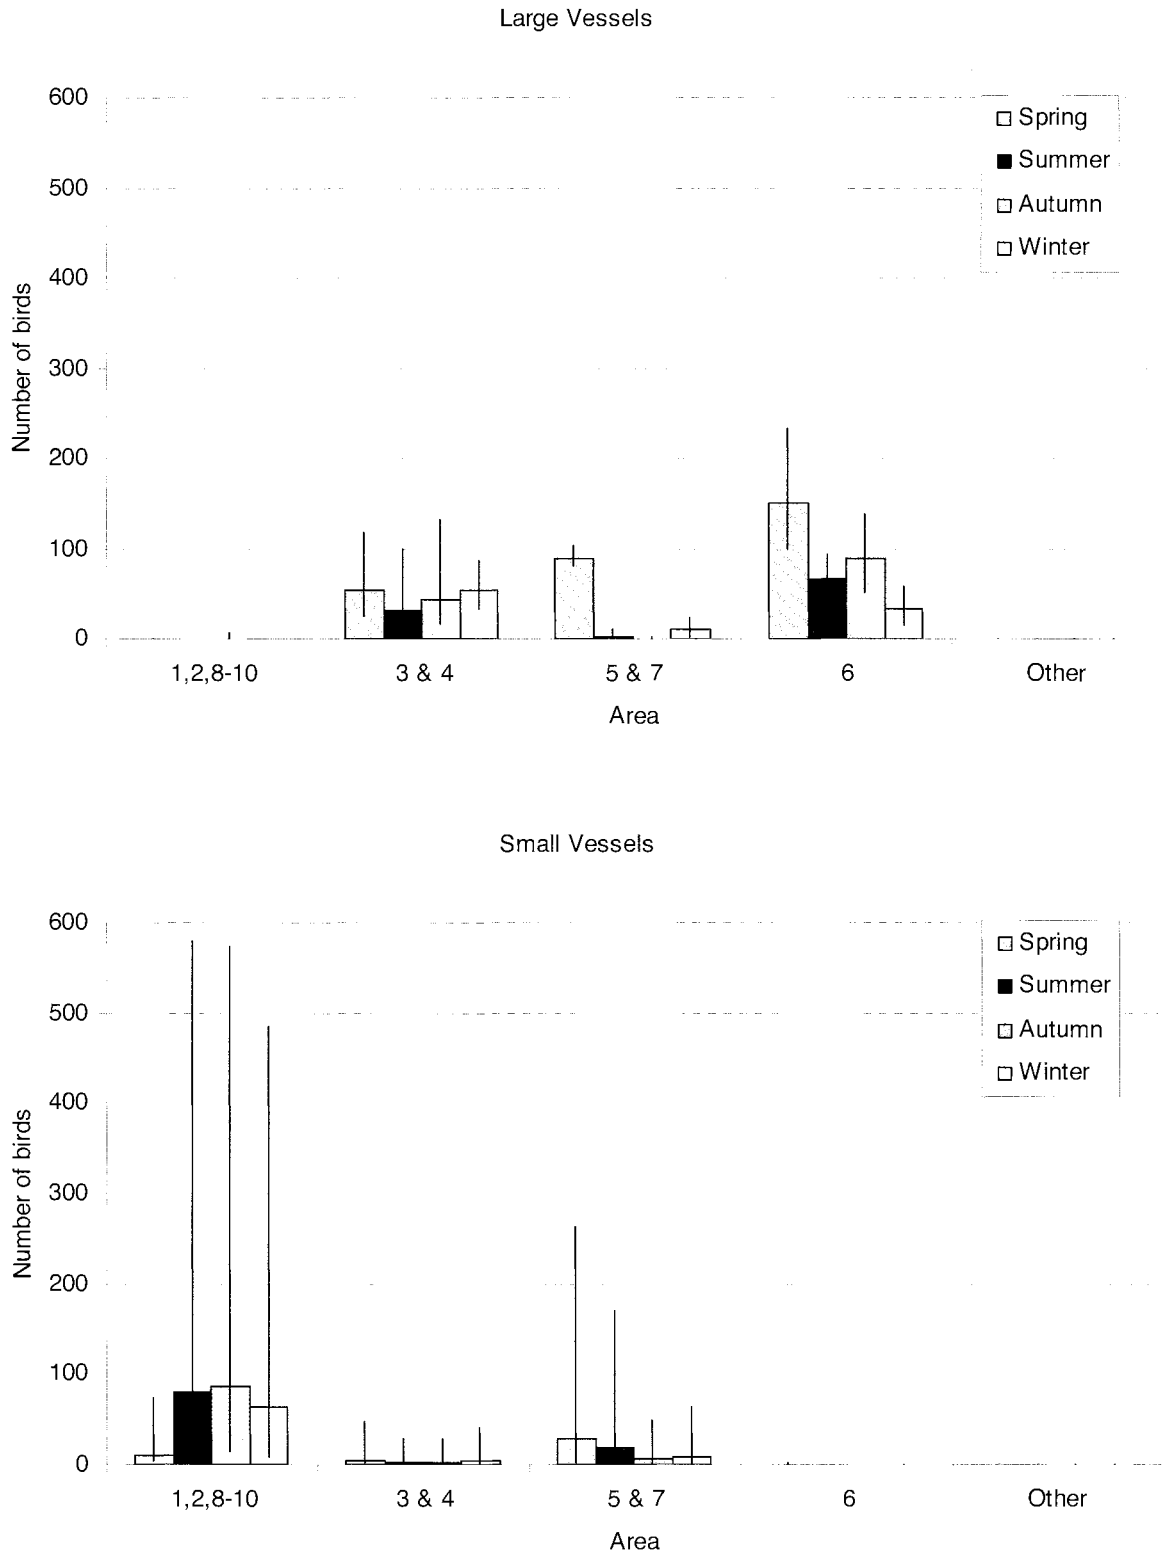 Large Vessels
600
500
400
300
200
100
0
Number of birds
Spring
Summer
Autumn
Winter
1,2,8-10
3 & 4
5 & 7
6
Other
Area
Small Vessels
600
500
400
300
200
100
0
Number of birds
Spring
Summer
Autumn
Winter
1,2,8-10
3 & 4
5 & 7
6
Other
Area